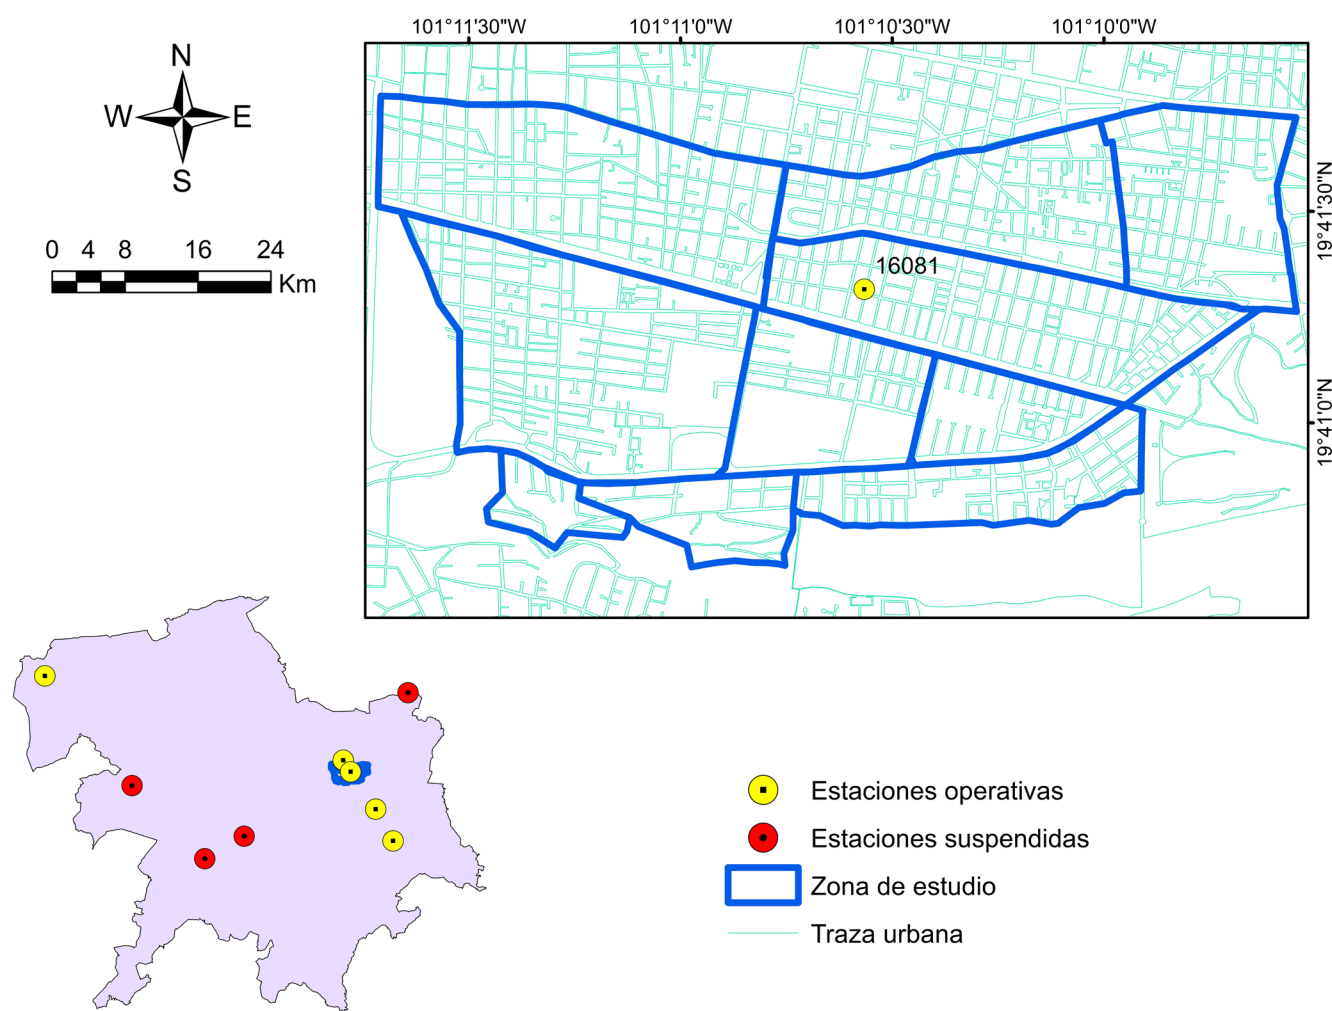 101°11'30"W 101°11'0"W 101°10'30"W 101°10'0"W
N
W E
S
0 4 8 16 24
Km
16081
19°41'30"N
19°41'0"N
Estaciones operativas
Estaciones suspendidas
Zona de estudio
Traza urbana